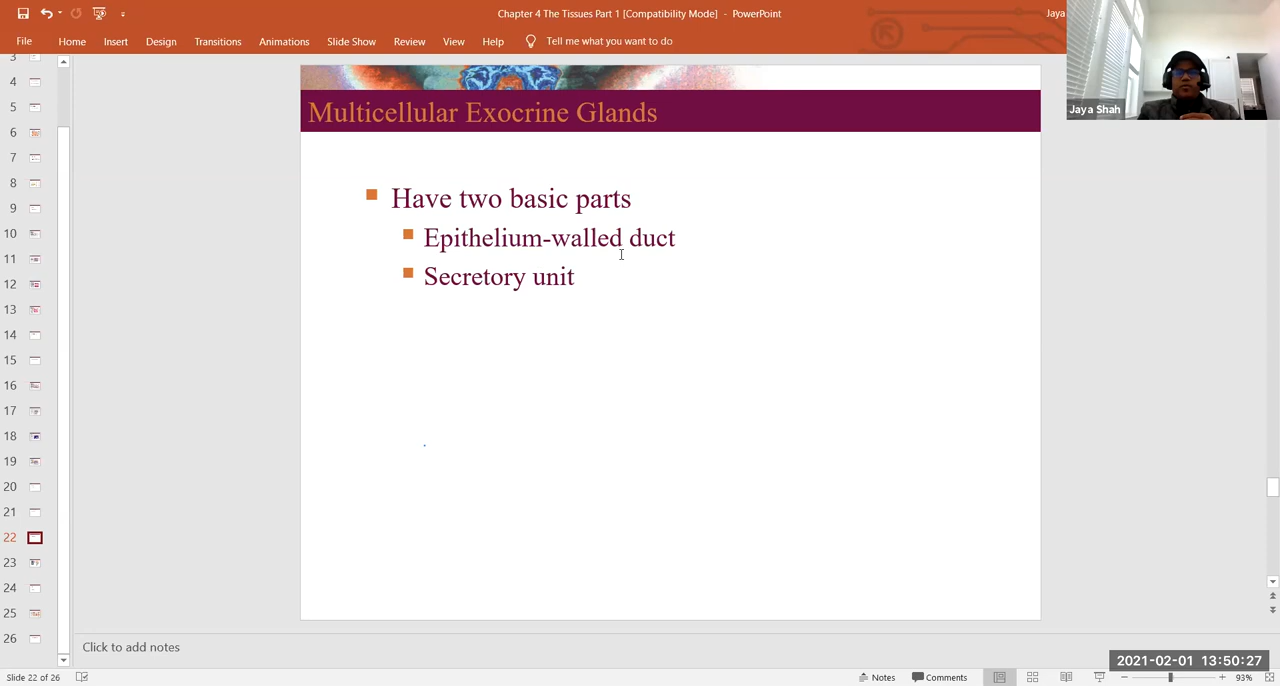 Chapter 4 The Tissues Part 1 [Compatibility Mode] - PowerPoint
Jaya
File Home Insert Design Transitions Animations Slide Show Review View Help Tell me what you want to do
Jaya Shah
3
4
5
6
7
8
9
10
11
12
13
14
15
16
17
18
19
20
21
22
23
24
25
26
Multicellular Exocrine Glands
Have two basic parts
Epithelium-walled duct
Secretory unit
Click to add notes
2021-02-01 13:50:27
Slide 22 of 26 Notes Comments 93%